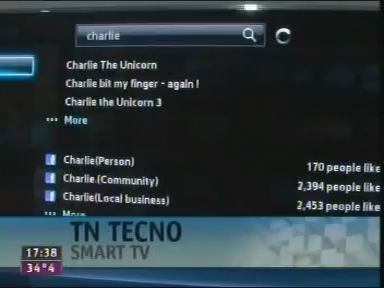 charlie
Charlie The Unicorn
Charlie bit my finger - again !
Charlie the Unicorn 3
More
Charlie(Person) 170 people like
Charlie.(Community) 2,394 people like
Charlie(Local business) 2,453 people like
More
TN TECNO
17:38 SMART TV
34°4